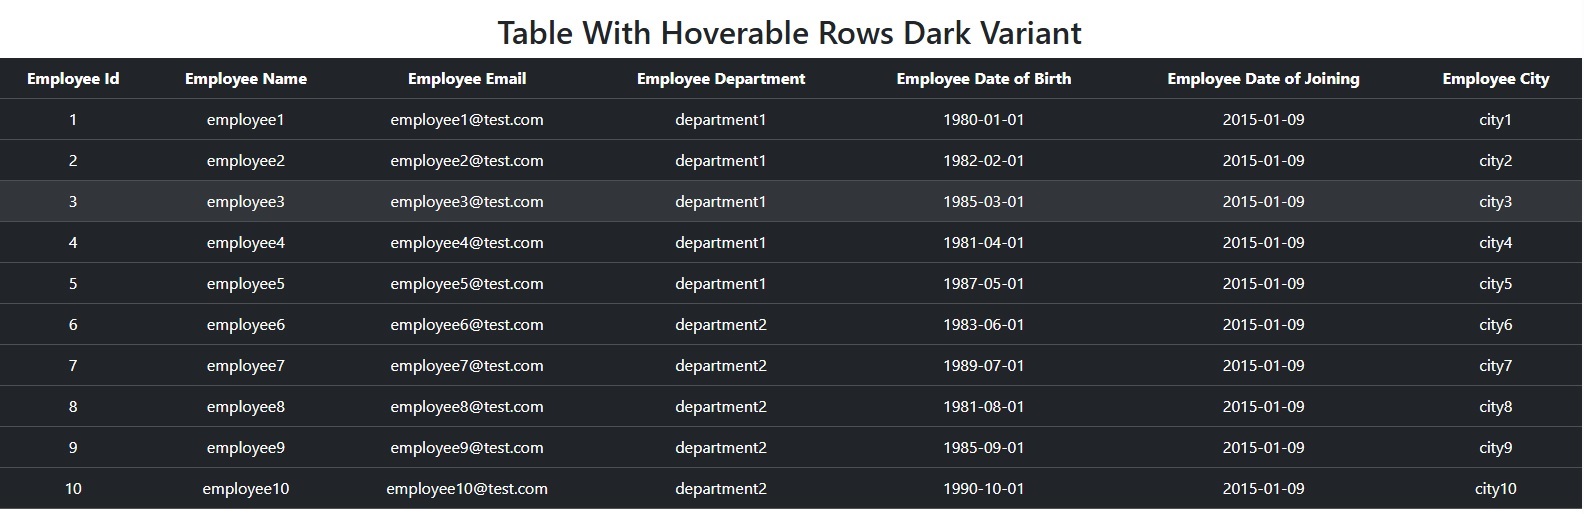 Table With Hoverable Rows Dark Variant
Employee Id Employee Name Employee Email Employee Department Employee Date of Birth Employee Date of Joining Employee City
1 employee1 employee1@test.com department1 1980-01-01 2015-01-09 city1
2 employee2 employee2@test.com department1 1982-02-01 2015-01-09 city2
3 employee3 employee3@test.com department1 1985-03-01 2015-01-09 city3
4 employee4 employee4@test.com department1 1981-04-01 2015-01-09 city4
5 employee5 employee5@test.com department1 1987-05-01 2015-01-09 city5
6 employee6 employee6@test.com department2 1983-06-01 2015-01-09 city6
7 employee7 employee7@test.com department2 1989-07-01 2015-01-09 city7
8 employee8 employee8@test.com department2 1981-08-01 2015-01-09 city8
9 employee9 employee9@test.com department2 1985-09-01 2015-01-09 city9
10 employee10 employee10@test.com department2 1990-10-01 2015-01-09 city10